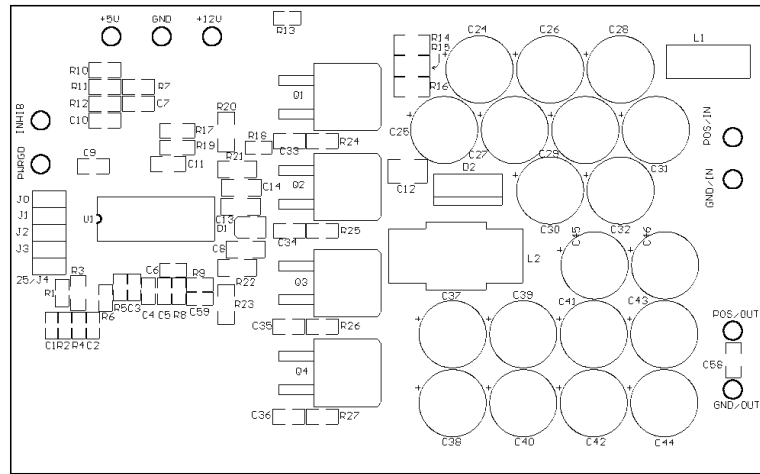 +5V
GND
+12V
R13
R14
R15
R16
C24
C26
C28
L1
R10
R11
R12
C10
R7
C7
INHIB
PWRGD
R17
R19
C11
C9
R20
R18
R21
C14
C13
D1
C8
R22
R23
Q1
C33
R24
Q2
C34
R25
Q3
C35
R26
Q4
C36
R27
C25
C27
C29
C31
C12
D2
C30
C32
L2
C45
C46
POS/IN
GND/IN
J0
J1
J2
J3
25/J4
U1
R3
R1
R6
R5
C3
C4
C5
R8
C6
R9
C59
C1
R2
R4
C2
C37
C39
C41
C43
C38
C40
C42
C44
POS/OUT
C58
GND/OUT